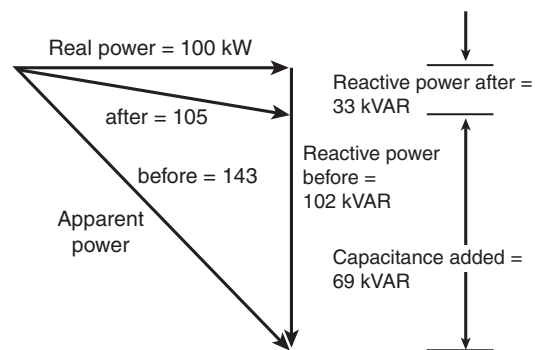 Real power = 100 kW
Reactive power after =
33 kVAR
after = 105
Reactive power
before =
102 kVAR
before = 143
Apparent
power
Capacitance added =
69 kVAR